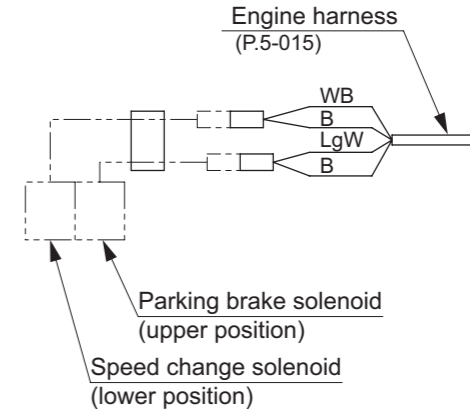 Engine harness
(P.5-015)
WB
B
LgW
B
Parking brake solenoid
(upper position)
Speed change solenoid
(lower position)